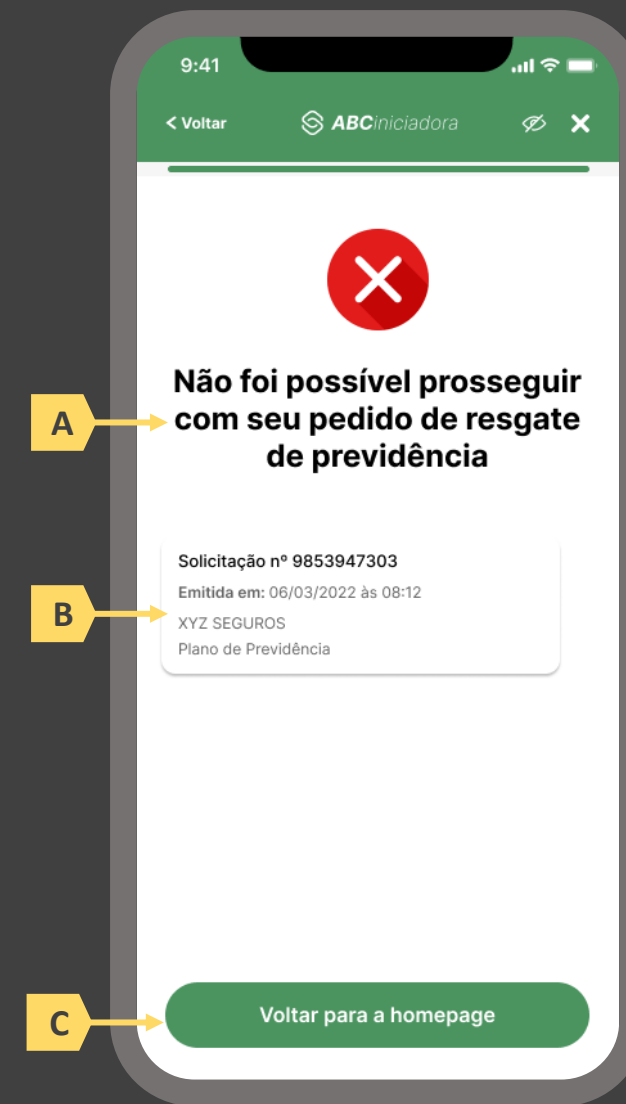 9:41
Voltar
ABCiniciadora
Não foi possível prosseguir
com seu pedido de resgate
de previdência
A
Solicitação nº 9853947303
Emitida em: 06/03/2022 às 08:12
XYZ SEGUROS
Plano de Previdência
B
Voltar para a homepage
C